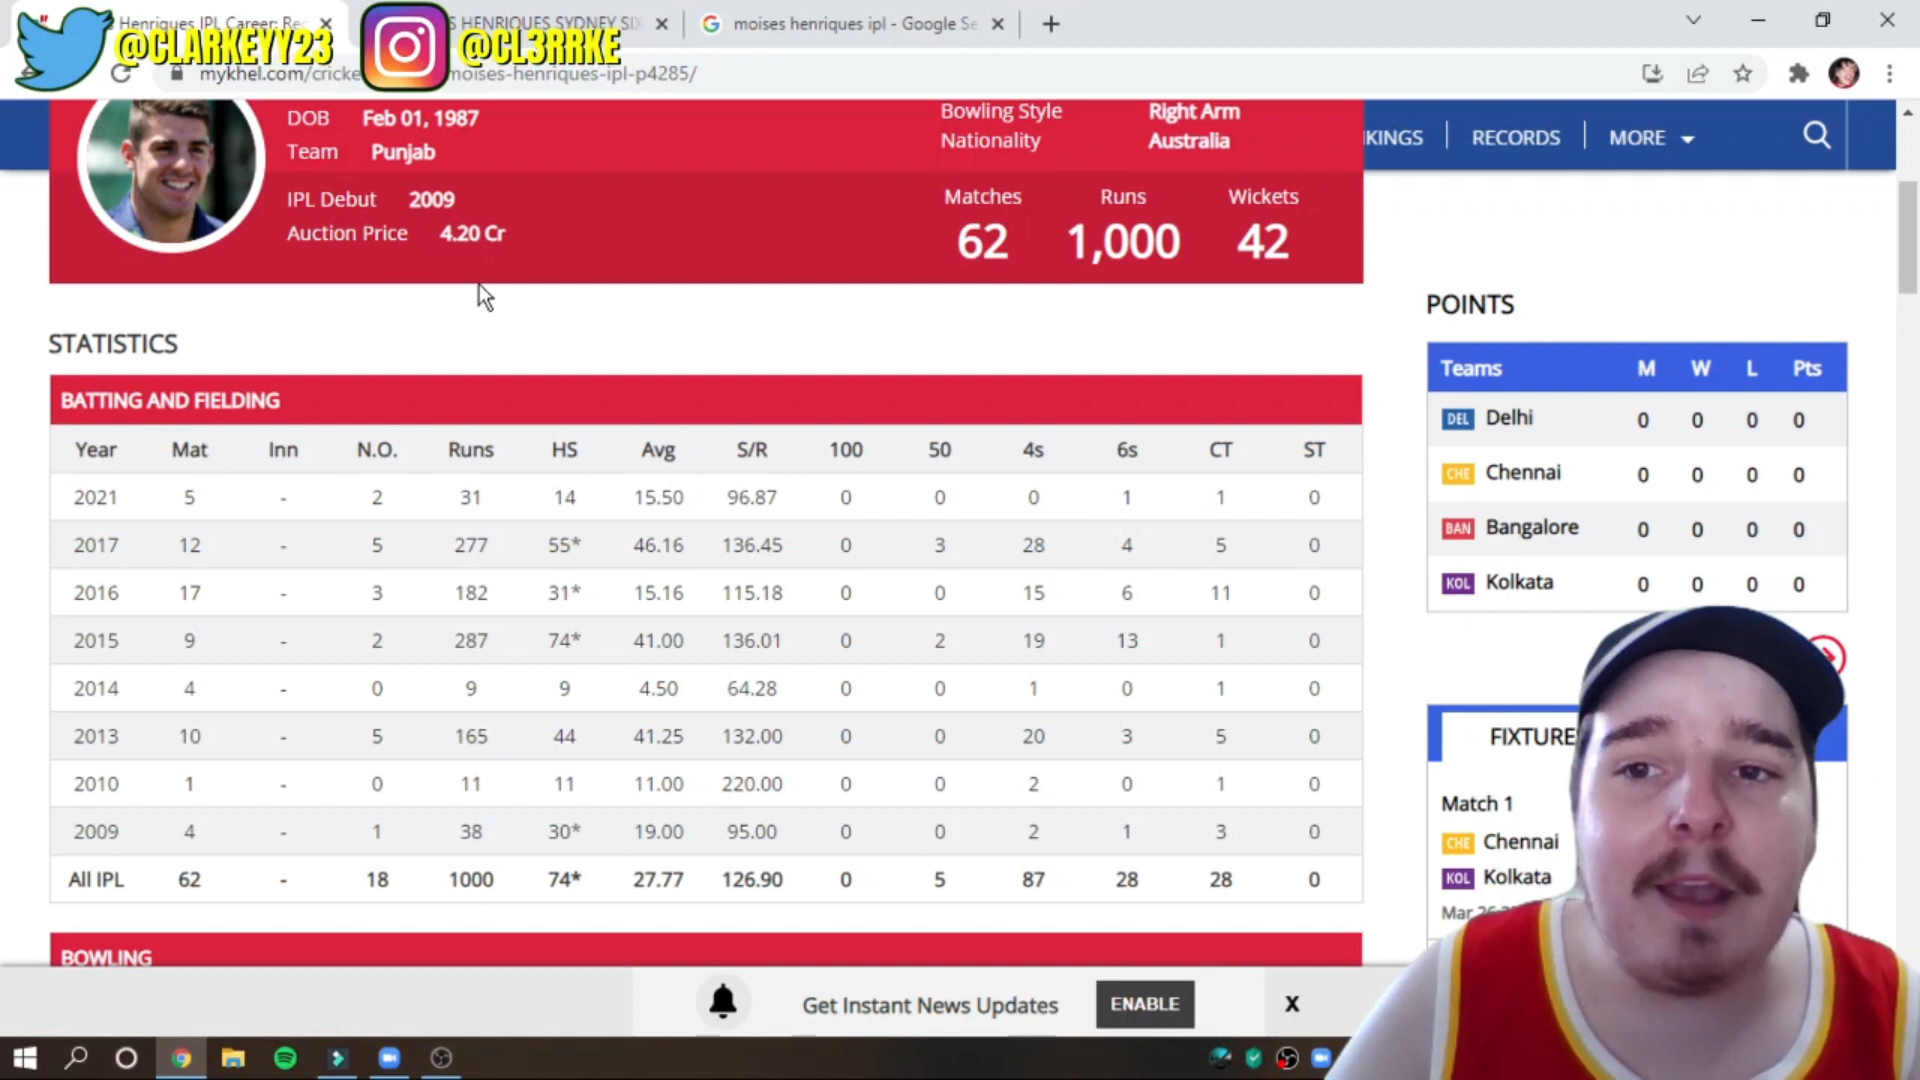 Henriques IPL Career: Rec
S HENRIQUES SYDNEY SIX
moises henriques ipl - Google Se
@CLARKEYY23
@CL3RRKE
mykhel.com/cricke
moises-henriques-ipl-p4285/
DOB Feb 01, 1987
Team Punjab
IPL Debut 2009
Auction Price 4.20 Cr
Bowling Style Right Arm
Nationality Australia
Matches Runs Wickets
62 1,000 42
KINGS RECORDS MORE
STATISTICS
BATTING AND FIELDING
Year Mat Inn N.O. Runs HS Avg S/R 100 50 4s 6s CT ST
2021 5 - 2 31 14 15.50 96.87 0 0 0 1 1 0
2017 12 - 5 277 55* 46.16 136.45 0 3 28 4 5 0
2016 17 - 3 182 31* 15.16 115.18 0 0 15 6 11 0
2015 9 - 2 287 74* 41.00 136.01 0 2 19 13 1 0
2014 4 - 0 9 9 4.50 64.28 0 0 1 0 1 0
2013 10 - 5 165 44 41.25 132.00 0 0 20 3 5 0
2010 1 - 0 11 11 11.00 220.00 0 0 2 0 1 0
2009 4 - 1 38 30* 19.00 95.00 0 0 2 1 3 0
All IPL 62 - 18 1000 74* 27.77 126.90 0 5 87 28 28 0
BOWLING
POINTS
Teams M W L Pts
DEL Delhi 0 0 0 0
CHE Chennai 0 0 0 0
BAN Bangalore 0 0 0 0
KOL Kolkata 0 0 0 0
FIXTURE
Match 1
CHE Chennai
KOL Kolkata
Mar 26
Get Instant News Updates ENABLE X